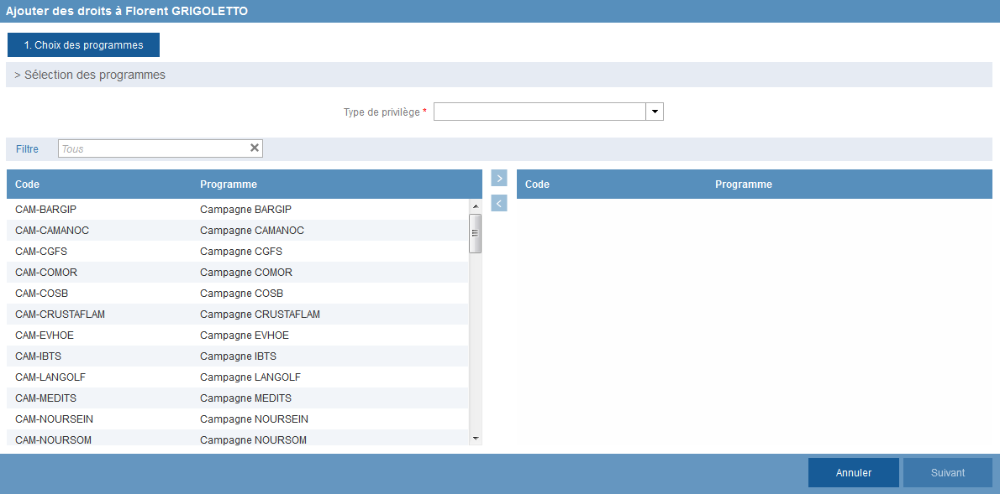 Ajouter des droits à Florent GRIGOLETTO
1. Choix des programmes
> Sélection des programmes
Type de privilège *
Filtre Tous
Code Programme > Code Programme
<
CAM-BARGIP Campagne BARGIP
CAM-CAMANOC Campagne CAMANOC
CAM-CGFS Campagne CGFS
CAM-COMOR Campagne COMOR
CAM-COSB Campagne COSB
CAM-CRUSTAFLAM Campagne CRUSTAFLAM
CAM-EVHOE Campagne EVHOE
CAM-IBTS Campagne IBTS
CAM-LANGOLF Campagne LANGOLF
CAM-MEDITS Campagne MEDITS
CAM-NOURSEIN Campagne NOURSEIN
CAM-NOURSOM Campagne NOURSOM
Annuler Suivant